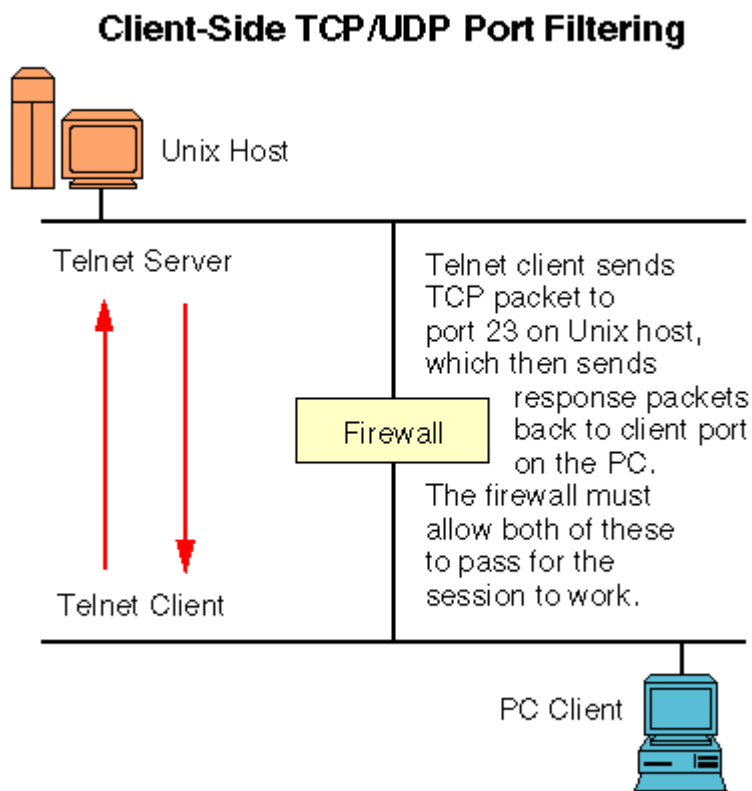 Client-Side TCP/UDP Port Filtering
Unix Host
Telnet Server
Telnet client sends
TCP packet to
port 23 on Unix host,
which then sends
response packets
back to client port
on the PC.
The firewall must
allow both of these
to pass for the
session to work.
Firewall
Telnet Client
PC Client